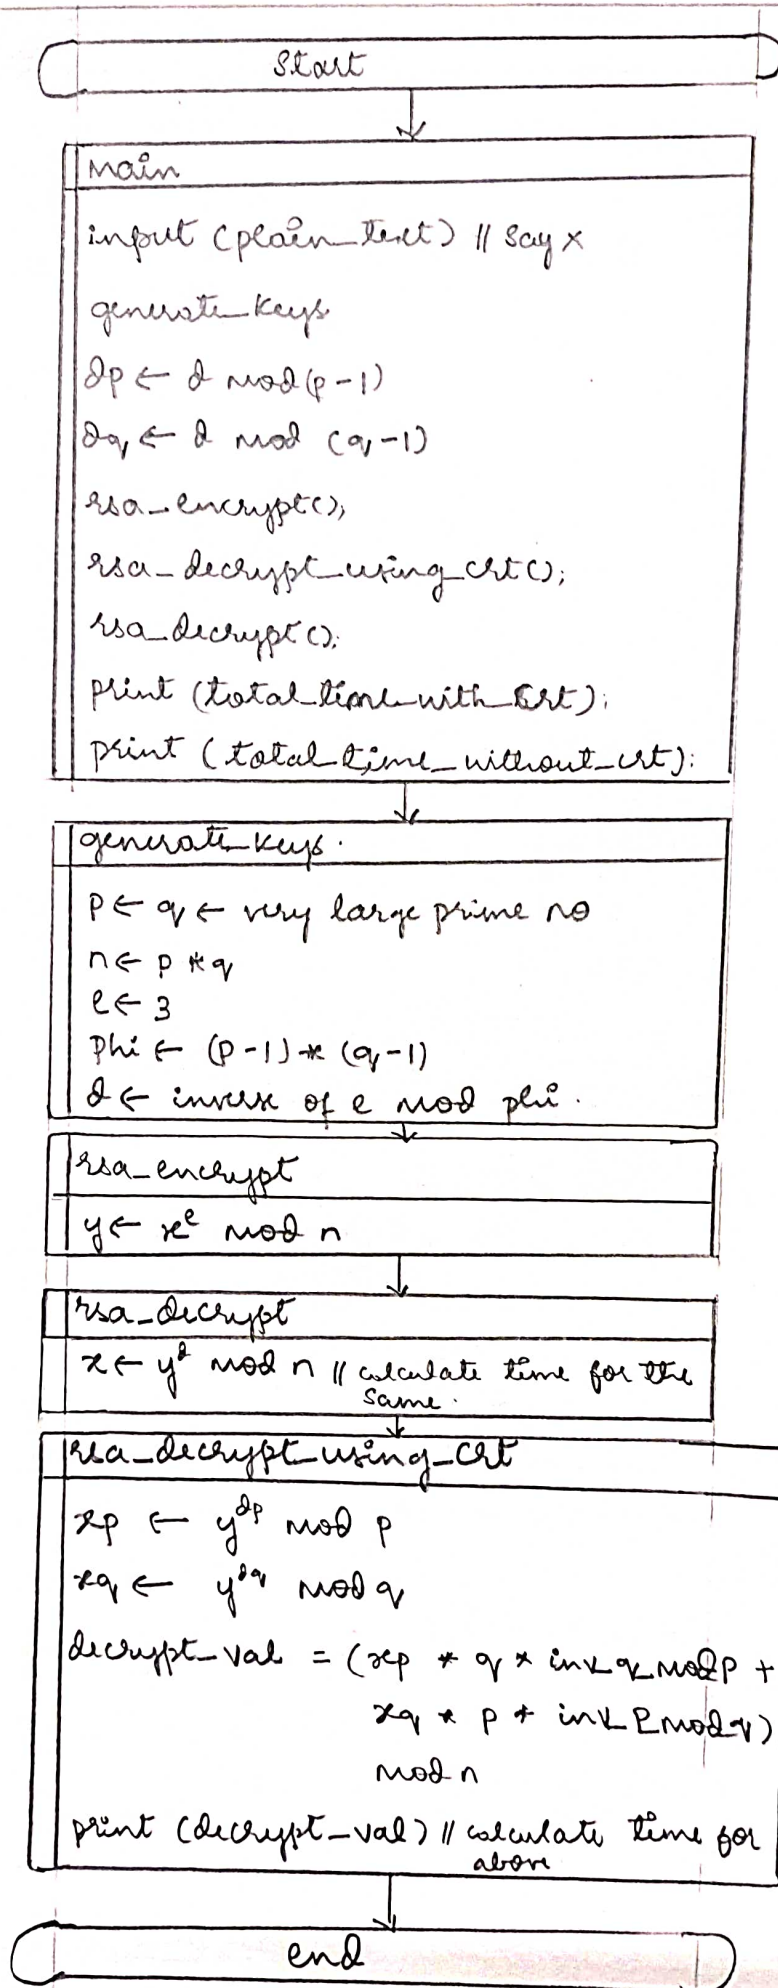 Start
main
input (plain_text) // say x
generate_keys
dp ← d mod (p-1)
dq ← d mod (q-1)
rsa_encrypt();
rsa_decrypt_using_crt();
rsa_decrypt();
print (total_time_with_crt);
print (total_time_without_crt);
generate_keys.
p ← q ← very large prime no
n ← p * q
e ← 3
phi ← (p-1) * (q-1)
d ← inverse of e mod phi.
rsa_encrypt
y ← x^e mod n
rsa_decrypt
x ← y^d mod n // calculate time for the
same.
rsa_decrypt_using_crt
xp ← y^dp mod p
xq ← y^dq mod q
decrypt_val = (xp * q * inv_q_mod p +
xq * p * inv_p mod q)
mod n
print (decrypt_val) // calculate time for
above
end